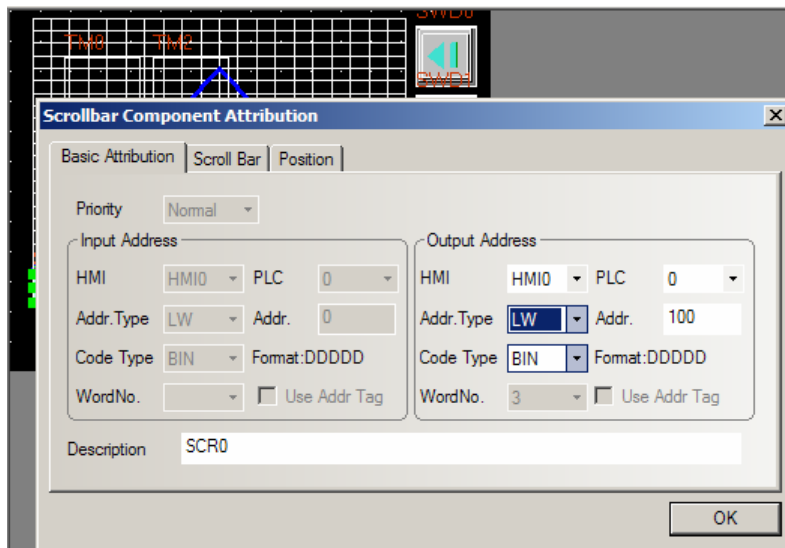 SWD0
TM0 TM2
SWD1
Scrollbar Component Attribution
Basic Attribution Scroll Bar Position
Priority Normal
Input Address Output Address
HMI HMI0 PLC 0 HMI HMI0 PLC 0
Addr.Type LW Addr. 0 Addr.Type LW Addr. 100
Code Type BIN Format:DDDDD Code Type BIN Format:DDDDD
WordNo. Use Addr Tag WordNo. 3 Use Addr Tag
Description SCR0
OK